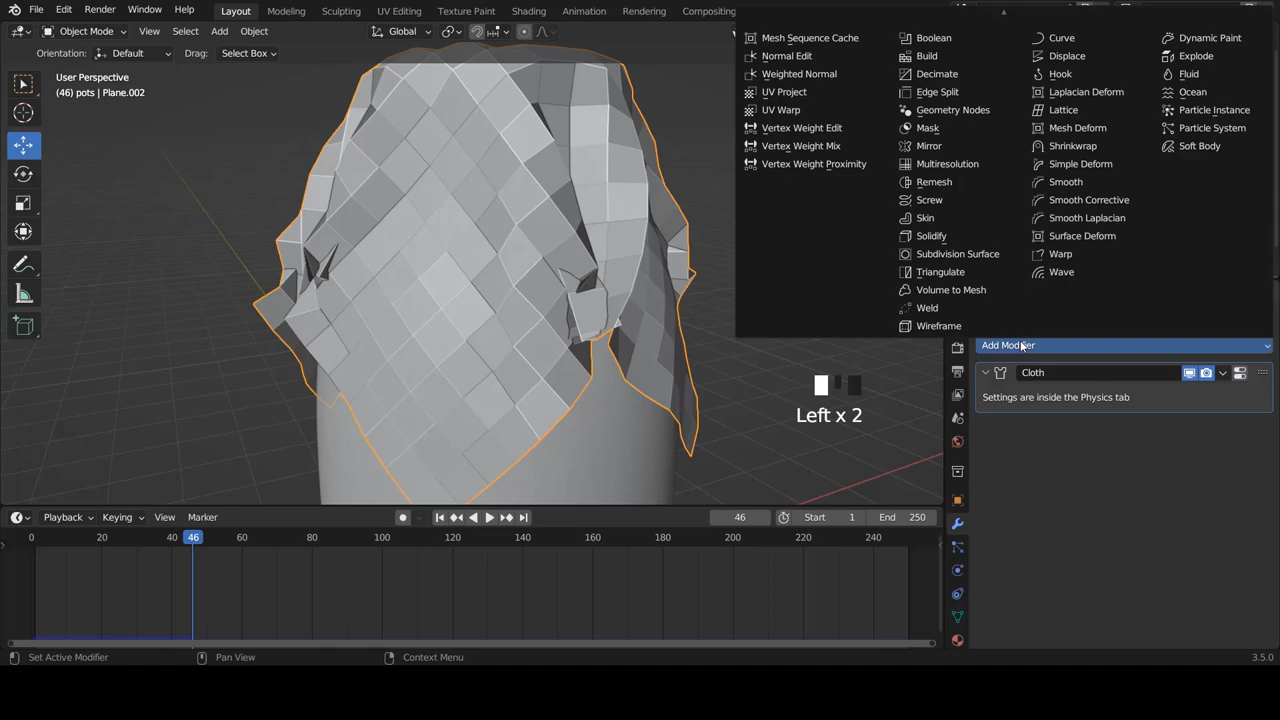 File Edit Render Window Help Layout Modeling Sculpting UV Editing Texture Paint Shading Animation Rendering Compositing
Object Mode View Select Add Object Global
Orientation: Default Drag: Select Box
User Perspective
(46) pots | Plane.002
Mesh Sequence Cache Boolean Curve Dynamic Paint
Normal Edit Build Displace Explode
Weighted Normal Decimate Hook Fluid
UV Project Edge Split Laplacian Deform Ocean
UV Warp Geometry Nodes Lattice Particle Instance
Vertex Weight Edit Mask Mesh Deform Particle System
Vertex Weight Mix Mirror Shrinkwrap Soft Body
Vertex Weight Proximity Multiresolution Simple Deform
Remesh Smooth
Screw Smooth Corrective
Skin Smooth Laplacian
Solidify Surface Deform
Subdivision Surface Warp
Triangulate Wave
Volume to Mesh
Weld
Wireframe
Add Modifier
Cloth
Settings are inside the Physics tab
Left x 2
Playback Keying View Marker 46 Start 1 End 250
0 20 40 46 60 80 100 120 140 160 180 200 220 240
Set Active Modifier Pan View Context Menu 3.5.0